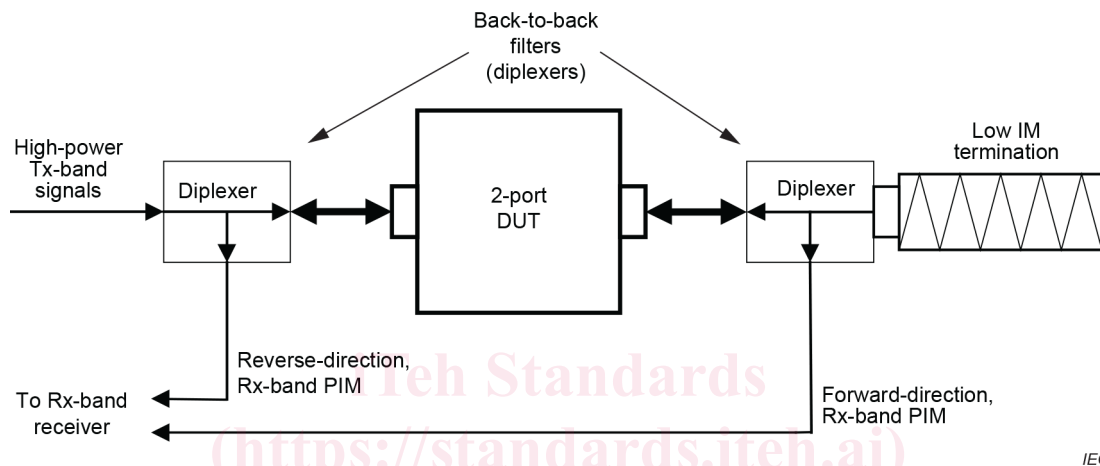 Back-to-back
filters
(diplexers)
High-power
Tx-band
signals
Diplexer
2-port
DUT
Diplexer
Low IM
termination
Reverse-direction,
Rx-band PIM
To Rx-band
receiver
Forward-direction,
Rx-band PIM
iTeh Standards
(https://standards.iteh.ai)